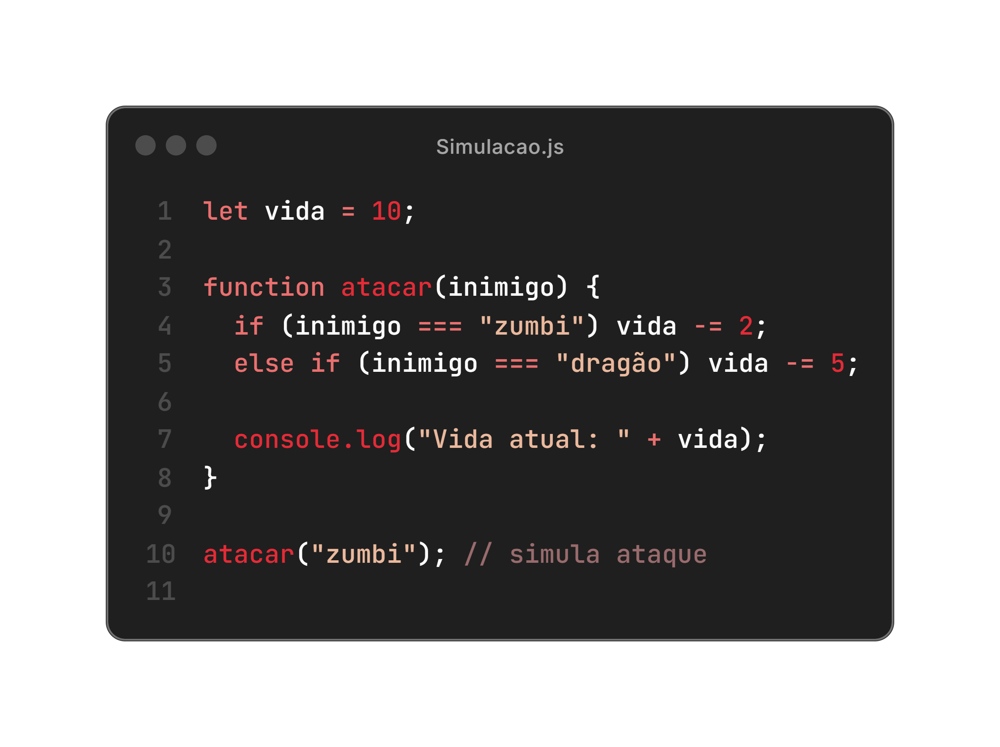 Simulacao.js
1 let vida = 10;
2
3 function atacar(inimigo) {
4   if (inimigo === "zumbi") vida -= 2;
5   else if (inimigo === "dragão") vida -= 5;
6
7   console.log("Vida atual: " + vida);
8 }
9
10 atacar("zumbi"); // simula ataque
11